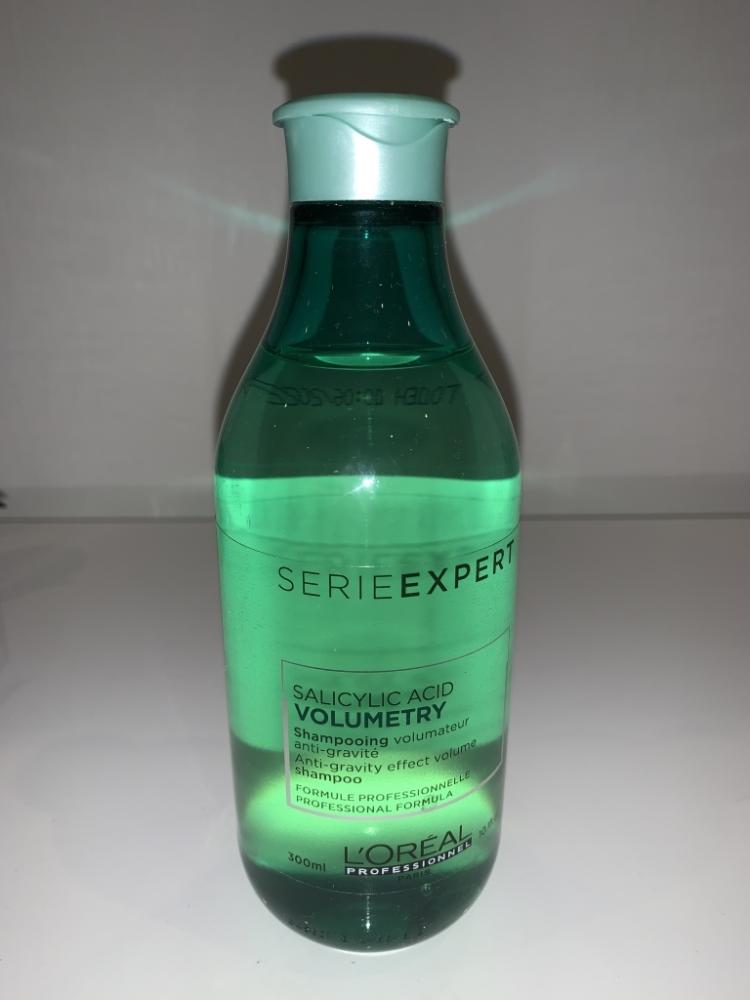 SERIEEXPERT
SALICYLIC ACID
VOLUMETRY
Shampooing volumateur
anti-gravité
Anti-gravity effect volume
shampoo
FORMULE PROFESSIONNELLE
PROFESSIONAL FORMULA
300ml
L'ORÉAL
PROFESSIONNEL
PARIS